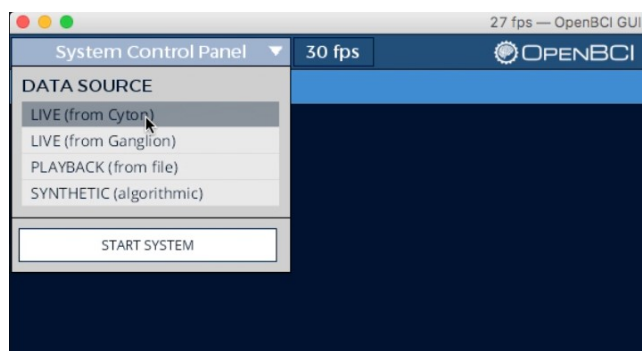 27 fps — OpenBCI GUI
System Control Panel 30 fps OPENBCI
DATA SOURCE
LIVE (from Cyton)
LIVE (from Ganglion)
PLAYBACK (from file)
SYNTHETIC (algorithmic)
START SYSTEM